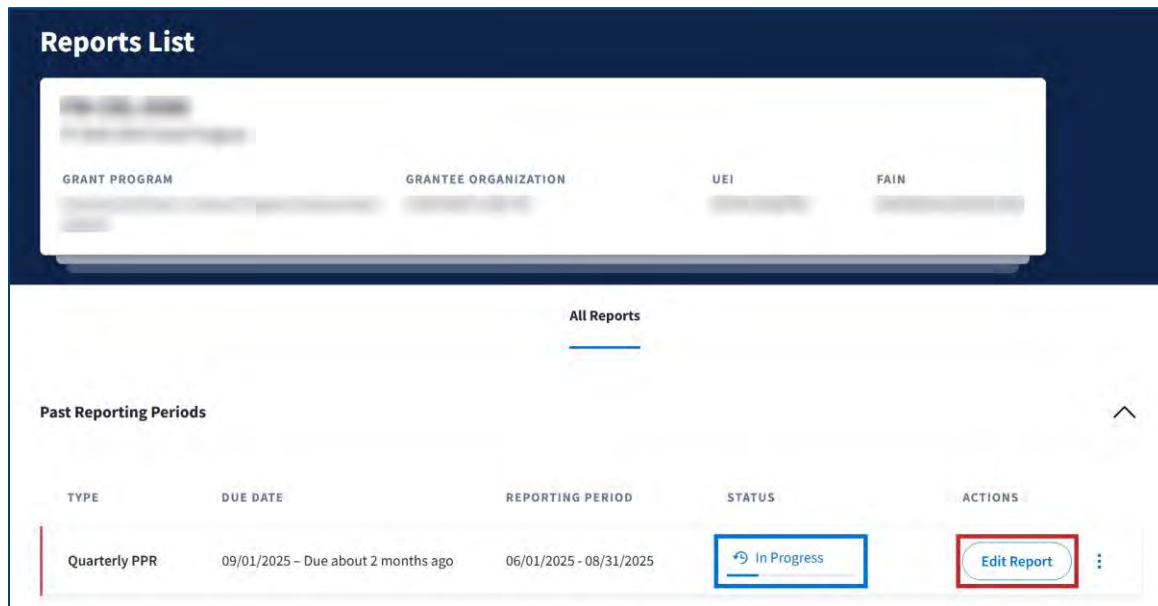 Reports List
GRANT PROGRAM GRANTEE ORGANIZATION UEI FAIN
All Reports
Past Reporting Periods
TYPE DUE DATE REPORTING PERIOD STATUS ACTIONS
Quarterly PPR 09/01/2025 – Due about 2 months ago 06/01/2025 - 08/31/2025 In Progress Edit Report